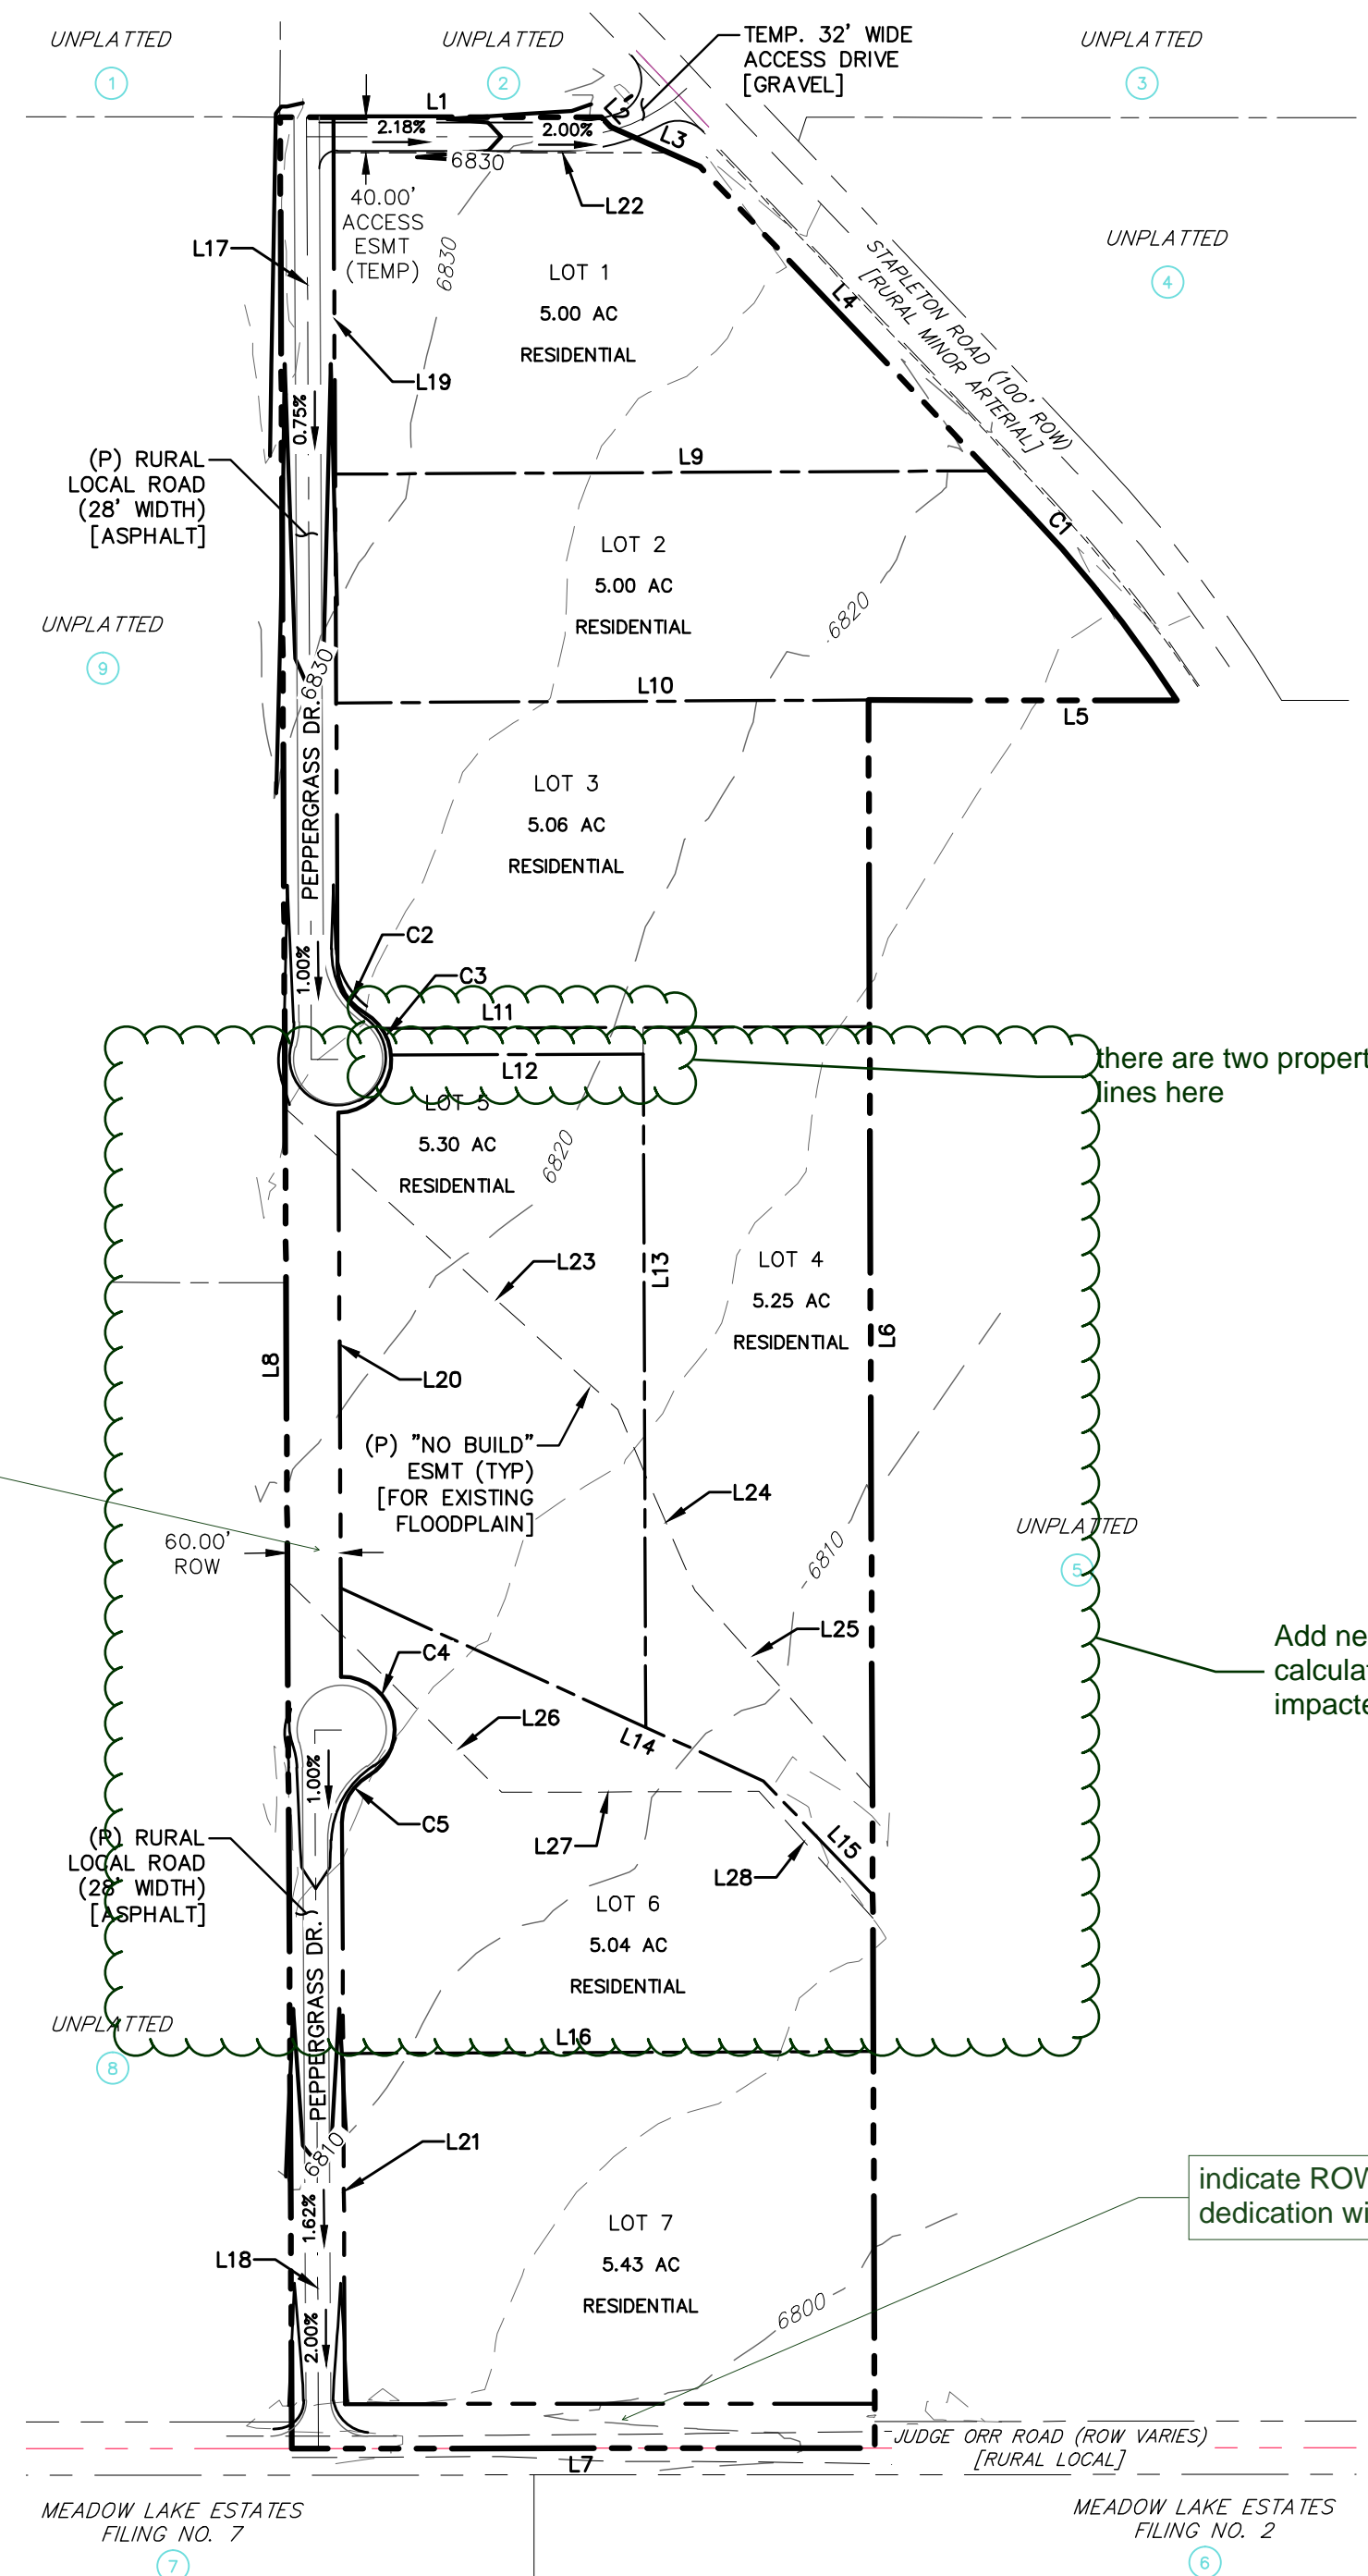 UNPLATTED
1
UNPLATTED
2
TEMP. 32' WIDE
ACCESS DRIVE
[GRAVEL]
UNPLATTED
3
L1
L2
L3
2.18%
2.00%
6830
40.00'
ACCESS
ESMT
(TEMP)
L22
L17
6830
LOT 1
5.00 AC
RESIDENTIAL
UNPLATTED
4
STAPLETON ROAD (100' ROW)
[RURAL MINOR ARTERIAL]
L4
L19
0.75%
(P) RURAL
LOCAL ROAD
(28' WIDTH)
[ASPHALT]
L9
C1
LOT 2
5.00 AC
RESIDENTIAL
6820
UNPLATTED
9
6830
L10
L5
PEPPERGRASS DR.
LOT 3
5.06 AC
RESIDENTIAL
1.00%
C2
C3
L11
L12
there are two propert
lines here
LOT 5
5.30 AC
RESIDENTIAL
6820
L23
L13
LOT 4
5.25 AC
RESIDENTIAL
L6
L8
L20
(P) "NO BUILD"
ESMT (TYP)
[FOR EXISTING
FLOODPLAIN]
L24
UNPLATTED
5
60.00'
ROW
6810
L25
Add ne
calculat
impacte
C4
L26
L14
1.00%
C5
L27
L15
L28
(P) RURAL
LOCAL ROAD
(28' WIDTH)
[ASPHALT]
LOT 6
5.04 AC
RESIDENTIAL
PEPPERGRASS DR.
UNPLATTED
8
L16
6810
L21
1.62%
indicate ROW
dedication wi
LOT 7
5.43 AC
RESIDENTIAL
L18
2.00%
6800
JUDGE ORR ROAD (ROW VARIES)
[RURAL LOCAL]
L7
MEADOW LAKE ESTATES
FILING NO. 7
7
MEADOW LAKE ESTATES
FILING NO. 2
6